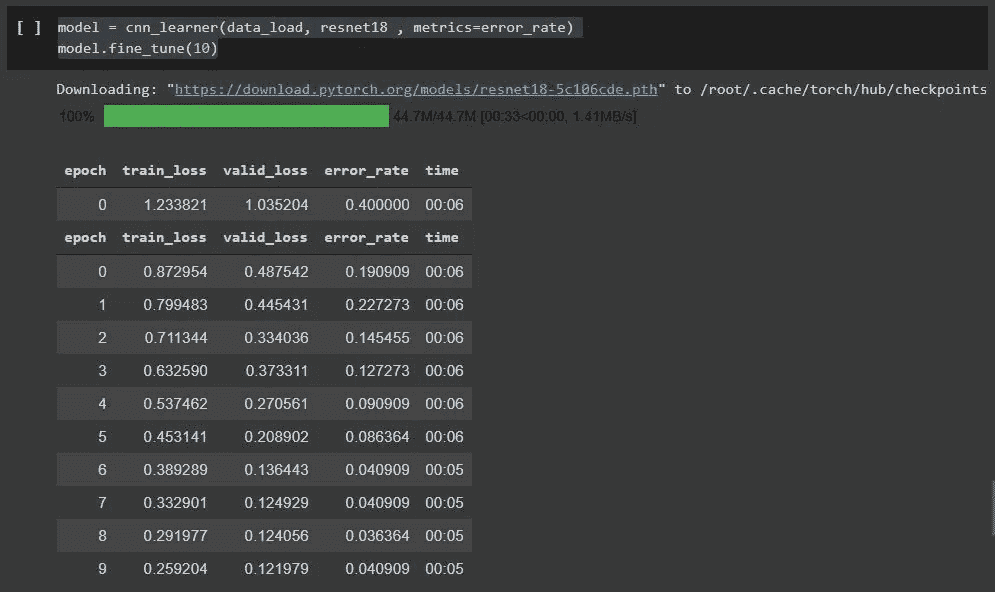 [ ] model = cnn_learner(data_load, resnet18 , metrics=error_rate)
model.fine_tune(10)
Downloading: "https://download.pytorch.org/models/resnet18-5c106cde.pth" to /root/.cache/torch/hub/checkpoints
100% 44.7M/44.7M [00:33<00:00, 1.41MB/s]
epoch train_loss valid_loss error_rate time
0 1.233821 1.035204 0.400000 00:06
epoch train_loss valid_loss error_rate time
0 0.872954 0.487542 0.190909 00:06
1 0.799483 0.445431 0.227273 00:06
2 0.711344 0.334036 0.145455 00:06
3 0.632590 0.373311 0.127273 00:06
4 0.537462 0.270561 0.090909 00:06
5 0.453141 0.208902 0.086364 00:06
6 0.389289 0.136443 0.040909 00:05
7 0.332901 0.124929 0.040909 00:05
8 0.291977 0.124056 0.036364 00:05
9 0.259204 0.121979 0.040909 00:05